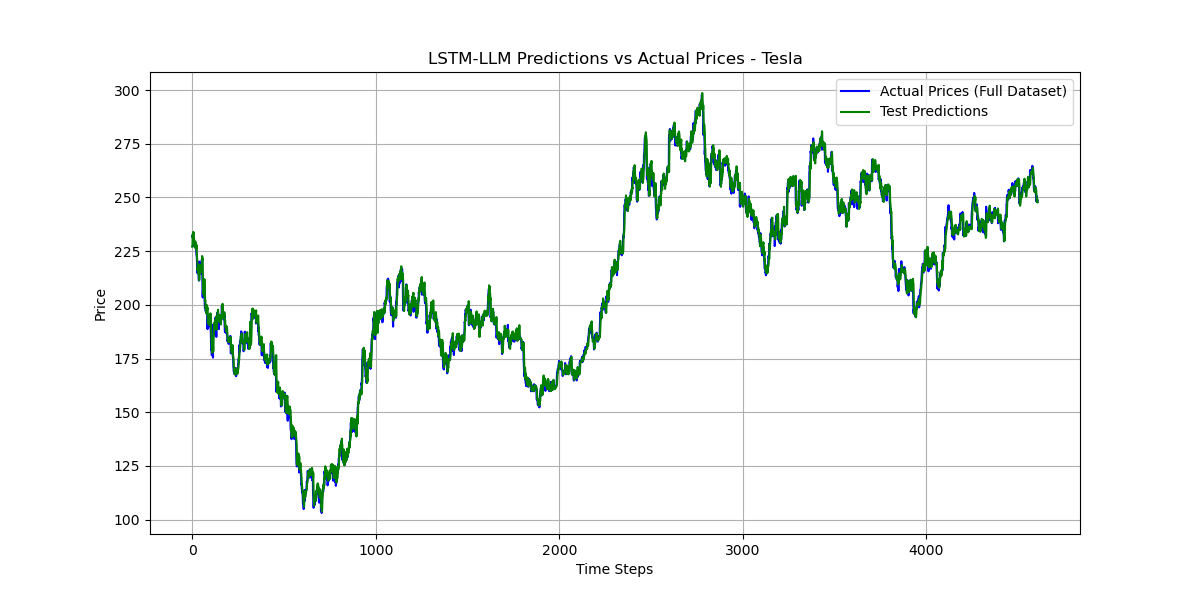 LSTM-LLM Predictions vs Actual Prices - Tesla
Actual Prices (Full Dataset)
Test Predictions
Price
300
275
250
225
200
175
150
125
100
0 1000 2000 3000 4000
Time Steps